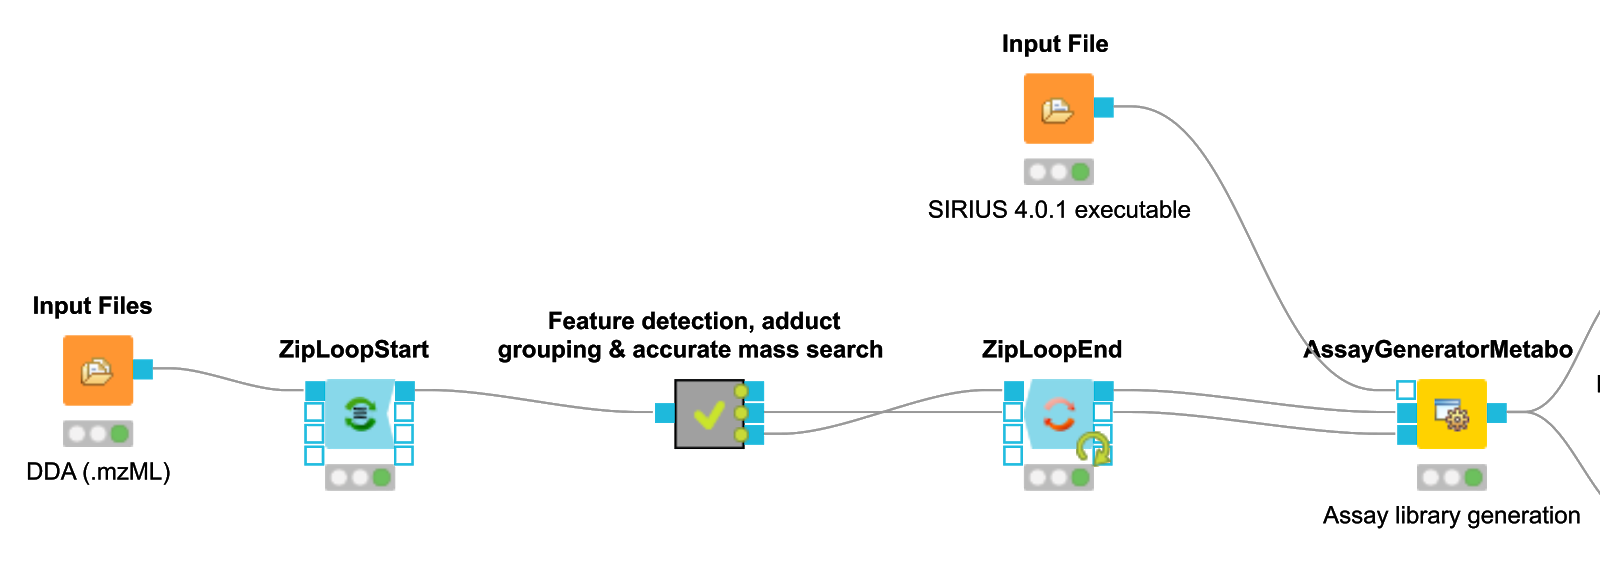 Input File
SIRIUS 4.0.1 executable
Input Files
DDA (.mzML)
ZipLoopStart
Feature detection, adduct
grouping & accurate mass search
ZipLoopEnd
AssayGeneratorMetabo
Assay library generation